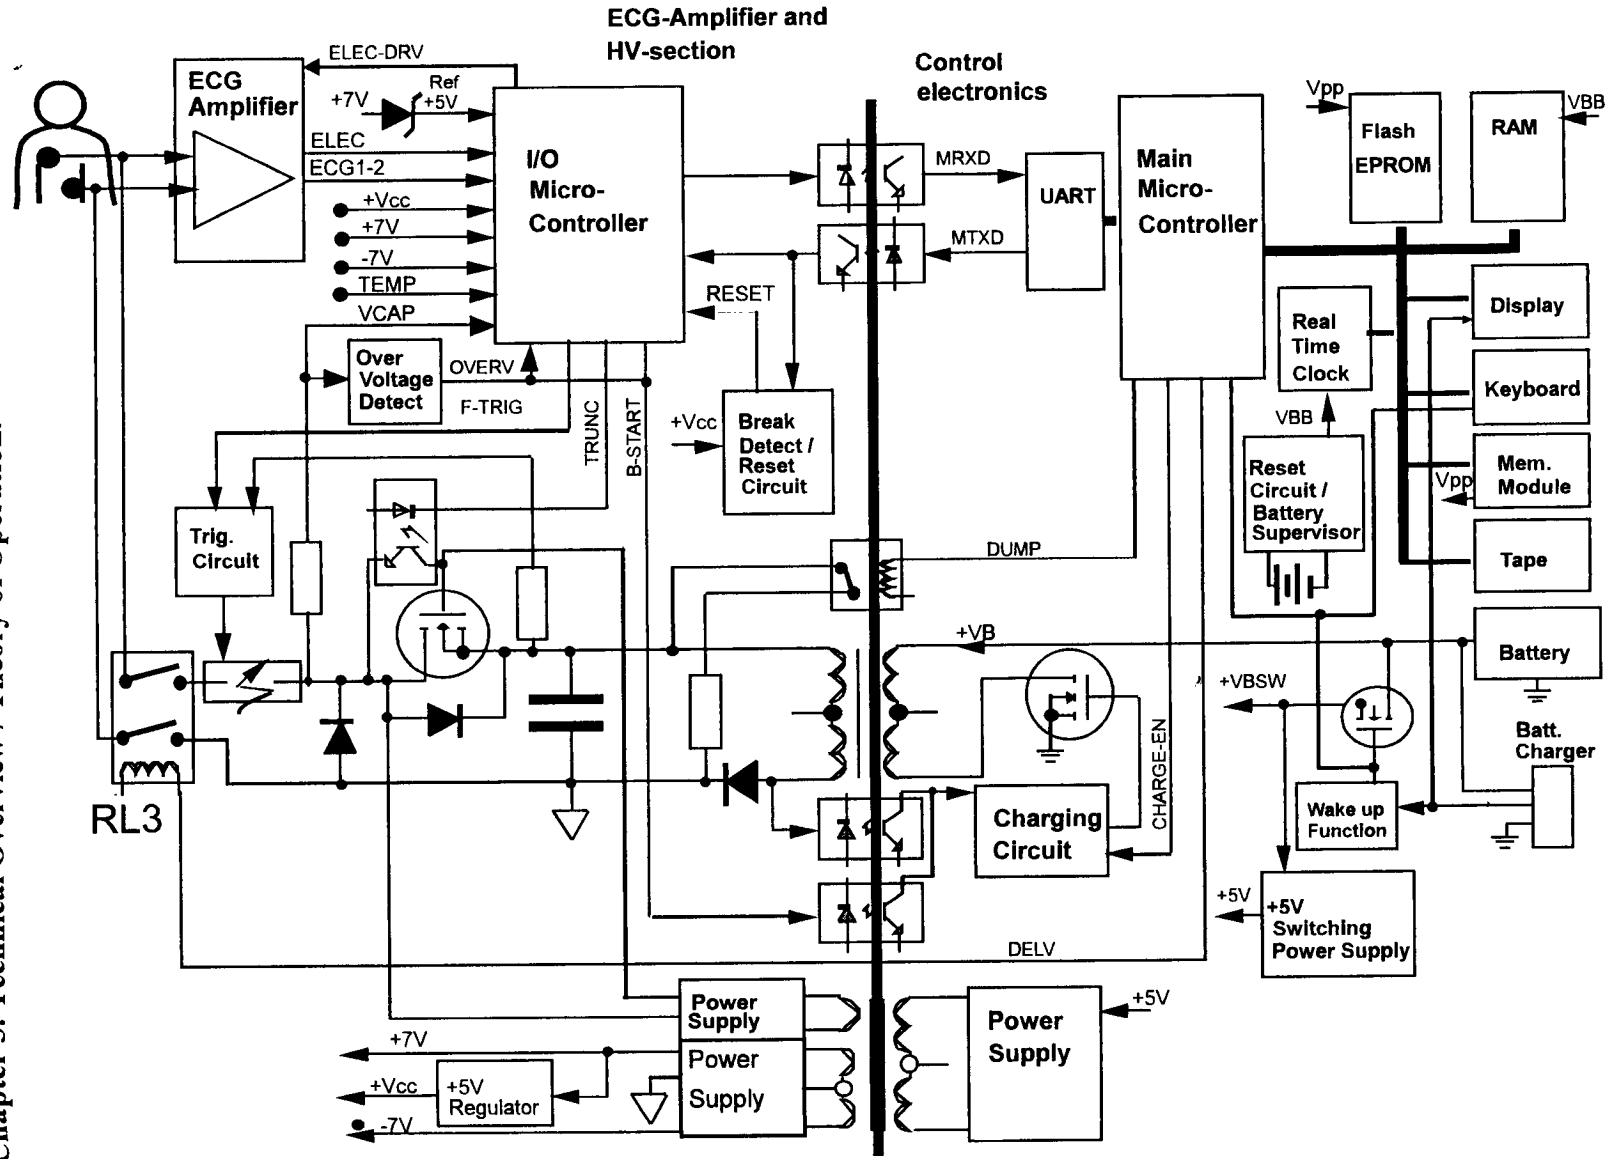 ECG-Amplifier and
HV-section
Control
electronics
ELEC-DRV
ECG
Amplifier
+7V
Ref
+5V
ELEC
ECG1-2
+Vcc
+7V
-7V
TEMP
VCAP
I/O
Micro-
Controller
MRXD
MTXD
UART
Main
Micro-
Controller
Vpp
Flash
EPROM
RAM
VBB
RESET
Over
Voltage
Detect
OVERV
F-TRIG
TRUNC
B-START
+Vcc
Break
Detect /
Reset
Circuit
Real
Time
Clock
VBB
Display
Keyboard
Mem.
Module
Vpp
Tape
Reset
Circuit /
Battery
Supervisor
Trig.
Circuit
DUMP
+VB
Battery
+VBSW
Batt.
Charger
CHARGE-EN
RL3
Charging
Circuit
Wake up
Function
+5V
+5V
Switching
Power Supply
DELV
Power
Supply
+7V
Power
Supply
+Vcc
+5V
Regulator
-7V
Power
Supply
+5V